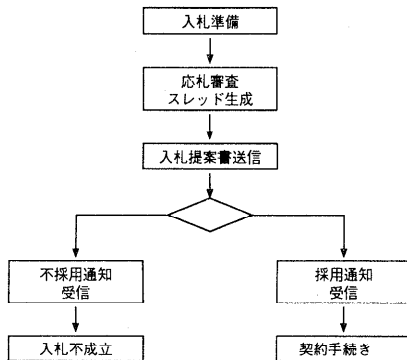 入札準備
応札審査
スレッド生成
入札提案書送信
不採用通知
受信
採用通知
受信
入札不成立
契約手続き